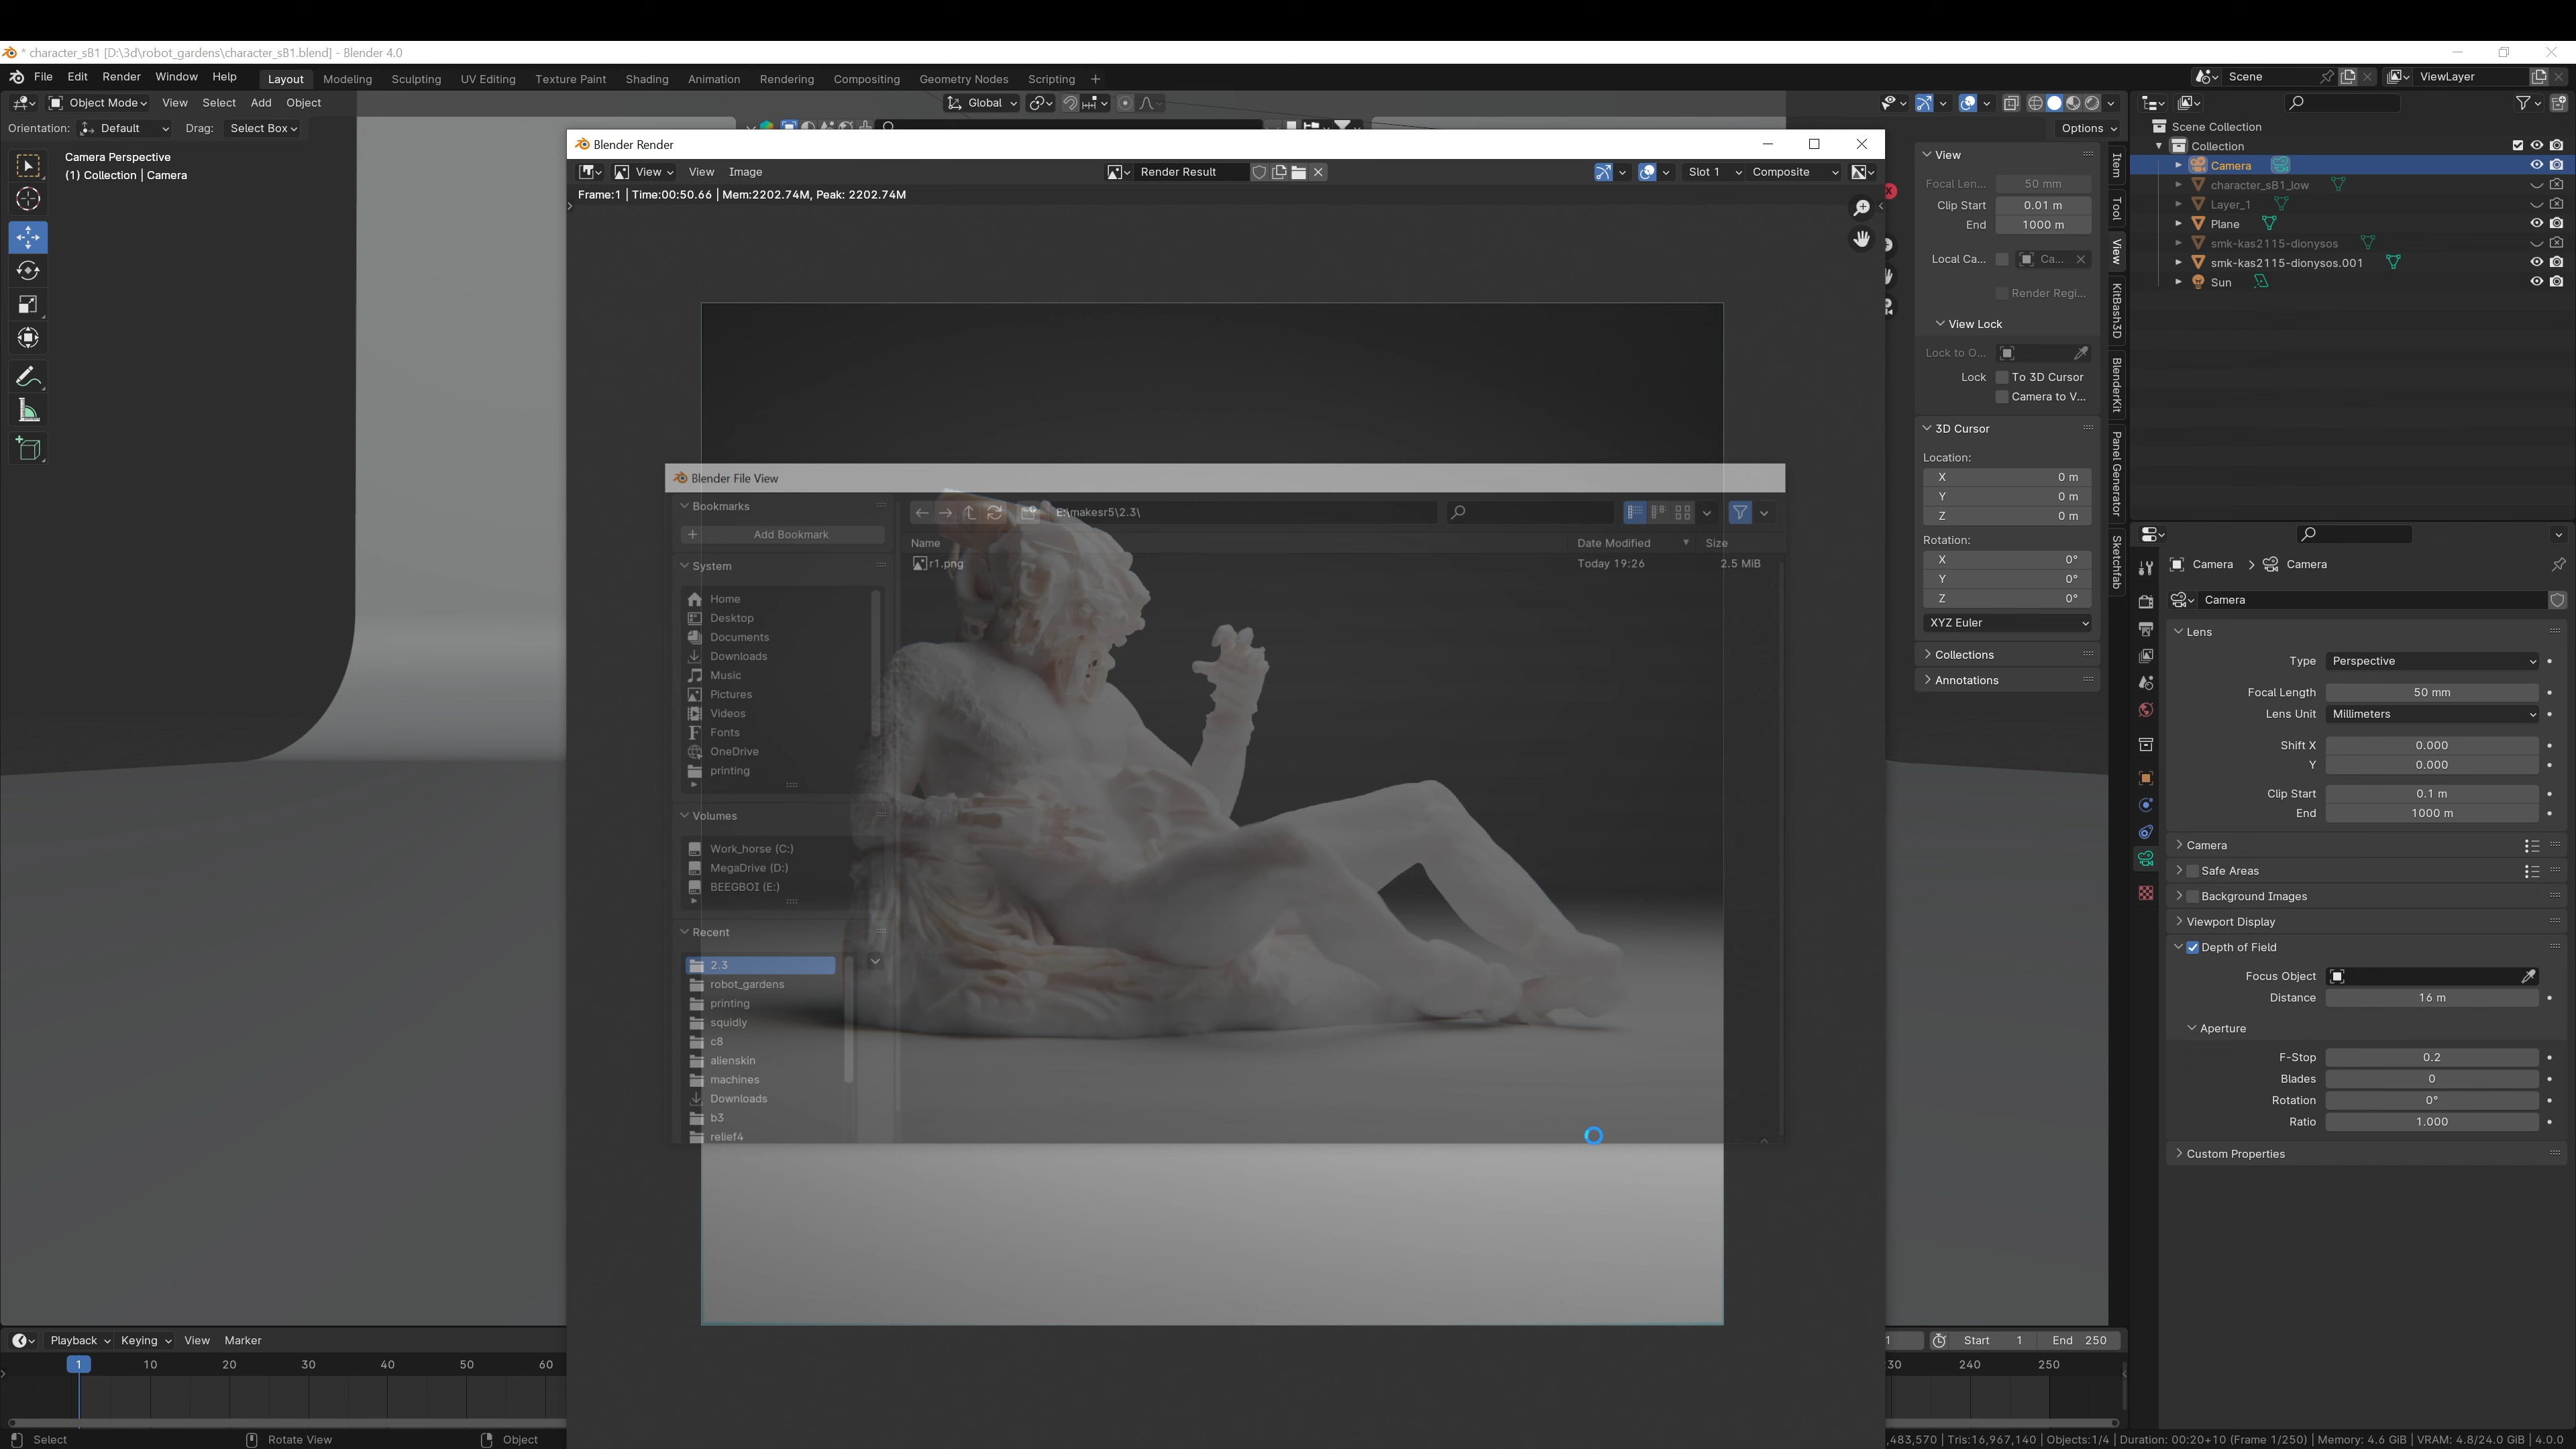 * character_sB1 [D:\3d\robot_gardens\character_sB1.blend] - Blender 4.0
File Edit Render Window Help Layout Modeling Sculpting UV Editing Texture Paint Shading Animation Rendering Compositing Geometry Nodes Scripting + Scene ViewLayer
Object Mode View Select Add Object Global
Orientation: Default Drag: Select Box Options
Camera Perspective
(1) Collection | Camera
Blender Render
View View Image Render Result Slot 1 Composite
Frame:1 | Time:00:50.66 | Mem:2202.74M, Peak: 2202.74M
Blender File View
Bookmarks
Add Bookmark
System
Home
Desktop
Documents
Downloads
Music
Pictures
Videos
Fonts
OneDrive
printing
Volumes
Work_horse (C:)
MegaDrive (D:)
BEEGBOI (E:)
Recent
2.3
robot_gardens
printing
squidly
c8
alienskin
machines
Downloads
b3
relief4
E:\makesr5\2.3\
Name Date Modified Size
r1.png Today 19:26 2.5 MiB
View
Focal Len... 50 mm
Clip Start 0.01 m
End 1000 m
Local Ca... Ca...
Render Regi...
View Lock
Lock to O...
Lock To 3D Cursor
Camera to V...
3D Cursor
Location:
X 0 m
Y 0 m
Z 0 m
Rotation:
X 0°
Y 0°
Z 0°
XYZ Euler
Collections
Annotations
Item
Tool
View
KitBash3D
BlenderKit
Panel Generator
Sketchfab
Scene Collection
Collection
Camera
character_sB1_low
Layer_1
Plane
smk-kas2115-dionysos
smk-kas2115-dionysos.001
Sun
Camera Camera
Camera
Lens
Type Perspective
Focal Length 50 mm
Lens Unit Millimeters
Shift X 0.000
Y 0.000
Clip Start 0.1 m
End 1000 m
Camera
Safe Areas
Background Images
Viewport Display
Depth of Field
Focus Object
Distance 16 m
Aperture
F-Stop 0.2
Blades 0
Rotation 0°
Ratio 1.000
Custom Properties
Playback Keying View Marker 1 Start 1 End 250
1 10 20 30 40 50 60 30 240 250
Select Rotate View Object ,483,570 | Tris:16,967,140 | Objects:1/4 | Duration: 00:20+10 (Frame 1/250) | Memory: 4.6 GiB | VRAM: 4.8/24.0 GiB | 4.0.0